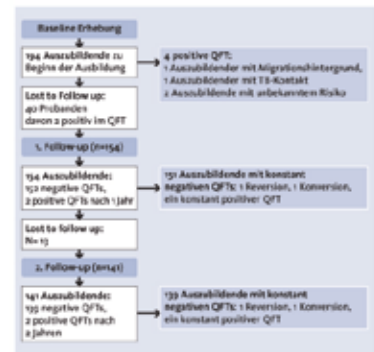 Baseline Erhebung
194 Auszubildende zu
Beginn der Ausbildung
4 positive QFT:
1 Auszubildender mit Migrationshintergrund,
1 Auszubildender mit TB-Kontakt
2 Auszubildende mit unbekanntem Risiko
Lost to Follow up:
40 Probanden
davon 2 positiv im QFT
1. Follow-up (n=154)
154 Auszubildende:
152 negative QFTs,
2 positive QFTs nach 1 Jahr
151 Auszubildende mit konstant
negativen QFTs: 1 Reversion, 1 Konversion,
ein konstant positiver QFT
Lost to follow up:
N= 13
2. Follow-up (n=141)
141 Auszubildende:
139 negative QFTs,
2 positive QFTs nach
2 Jahren
139 Auszubildende mit konstant
negativen QFTs: 1 Reversion, 1 Konversion,
ein konstant positiver QFT